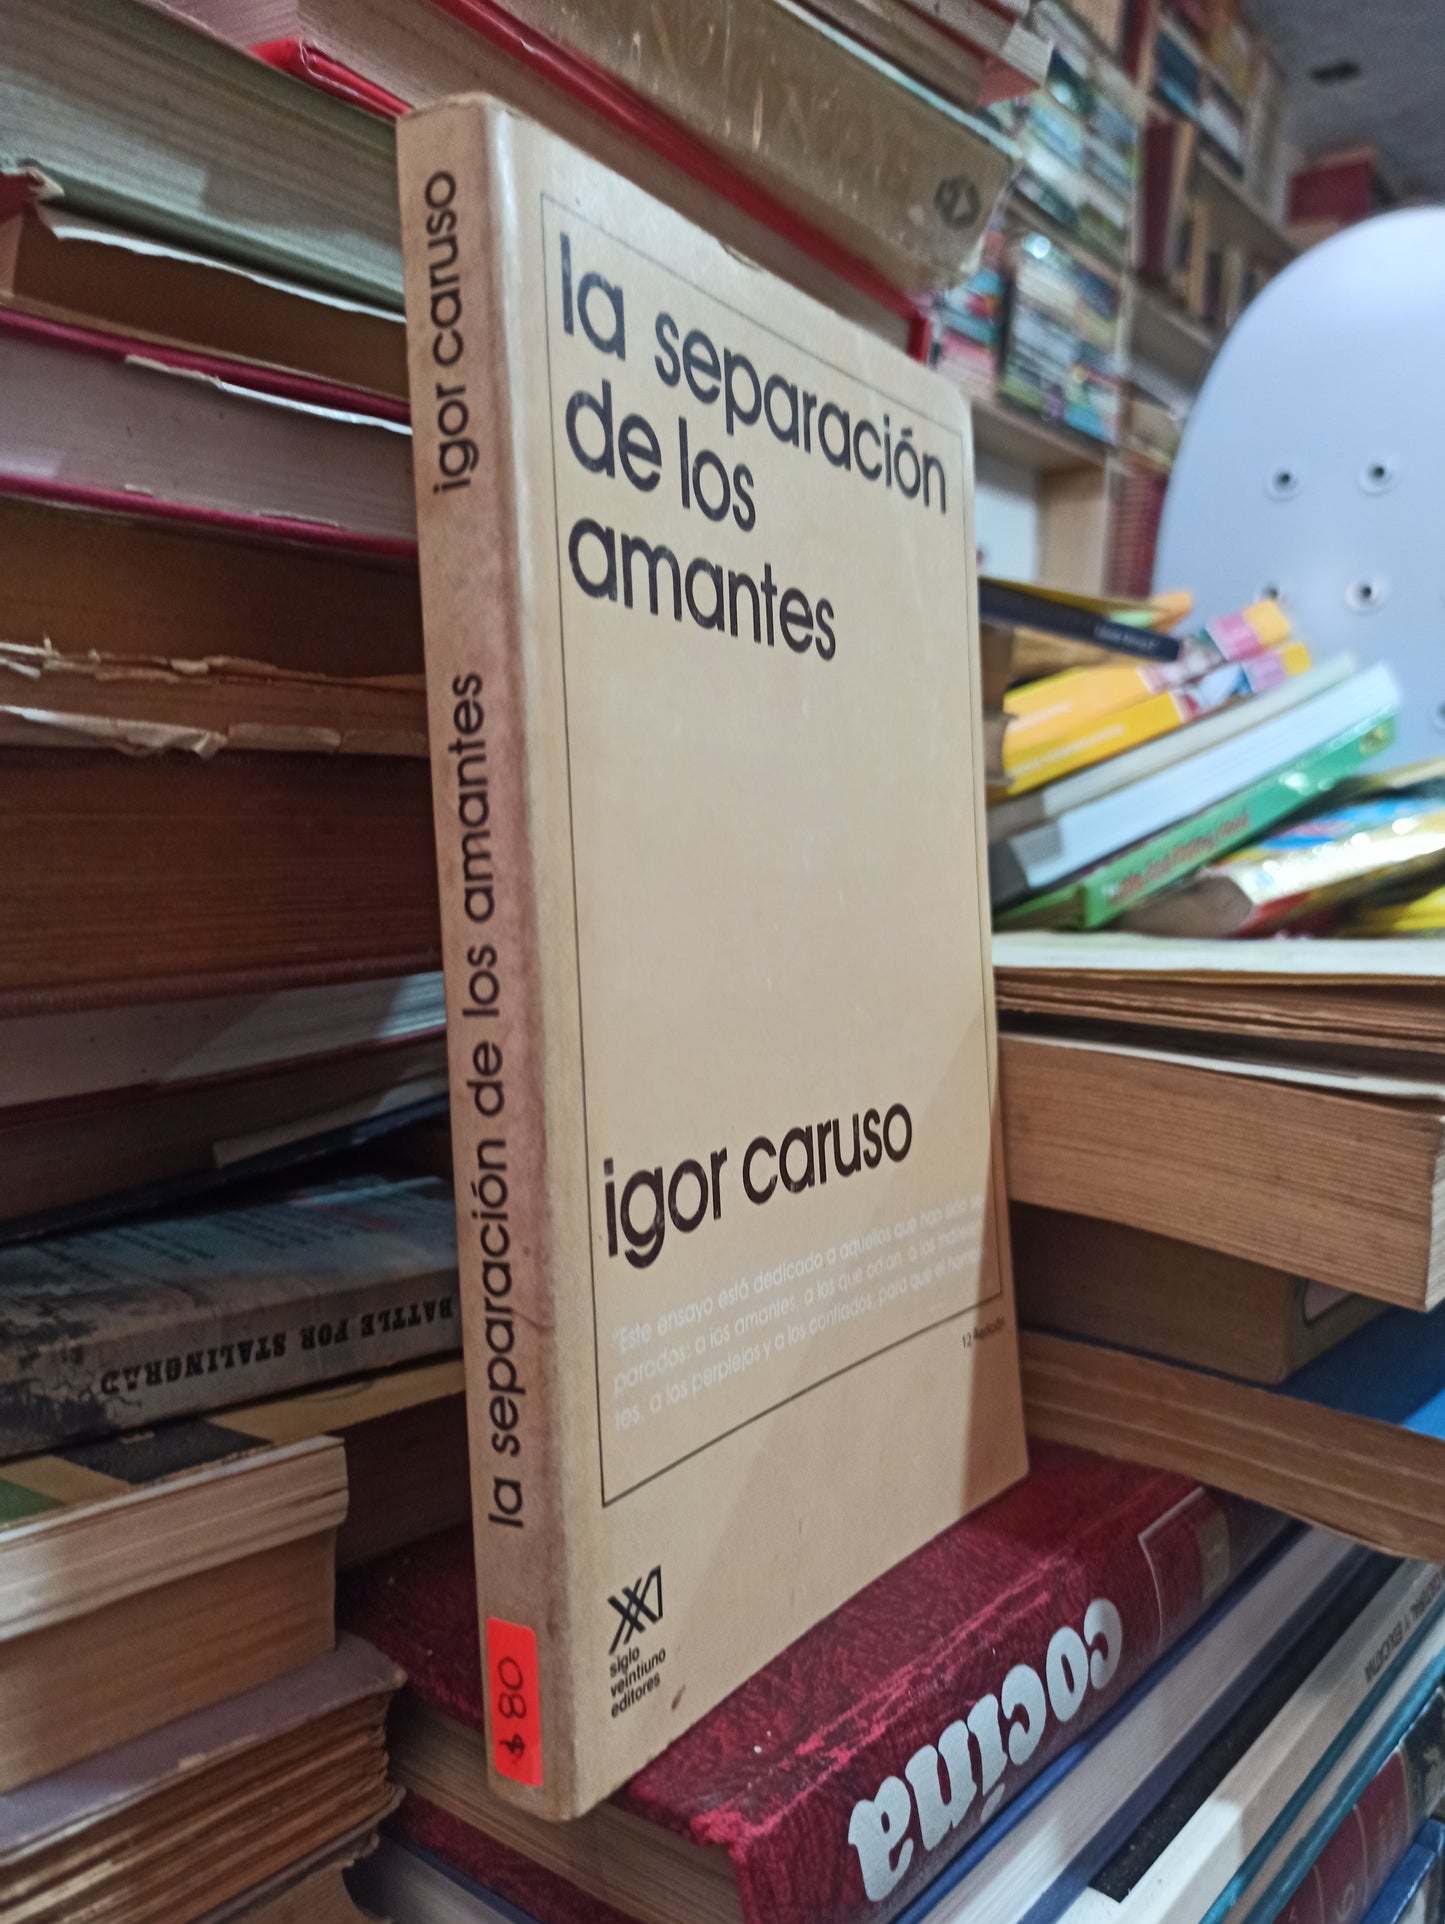 igor caruso
la separación de los amantes
$ 80
la separación
de los
amantes
igor caruso
"Este ensayo está dedicado a aquellos que han sido se
parados: a los amantes, a los que odian, a los indiferen
tes, a los perplejos y a los confiados, para que el hombre
12ª edición
siglo
veintiuno
editores
BATTLE FOR STALINGRAD
cocina